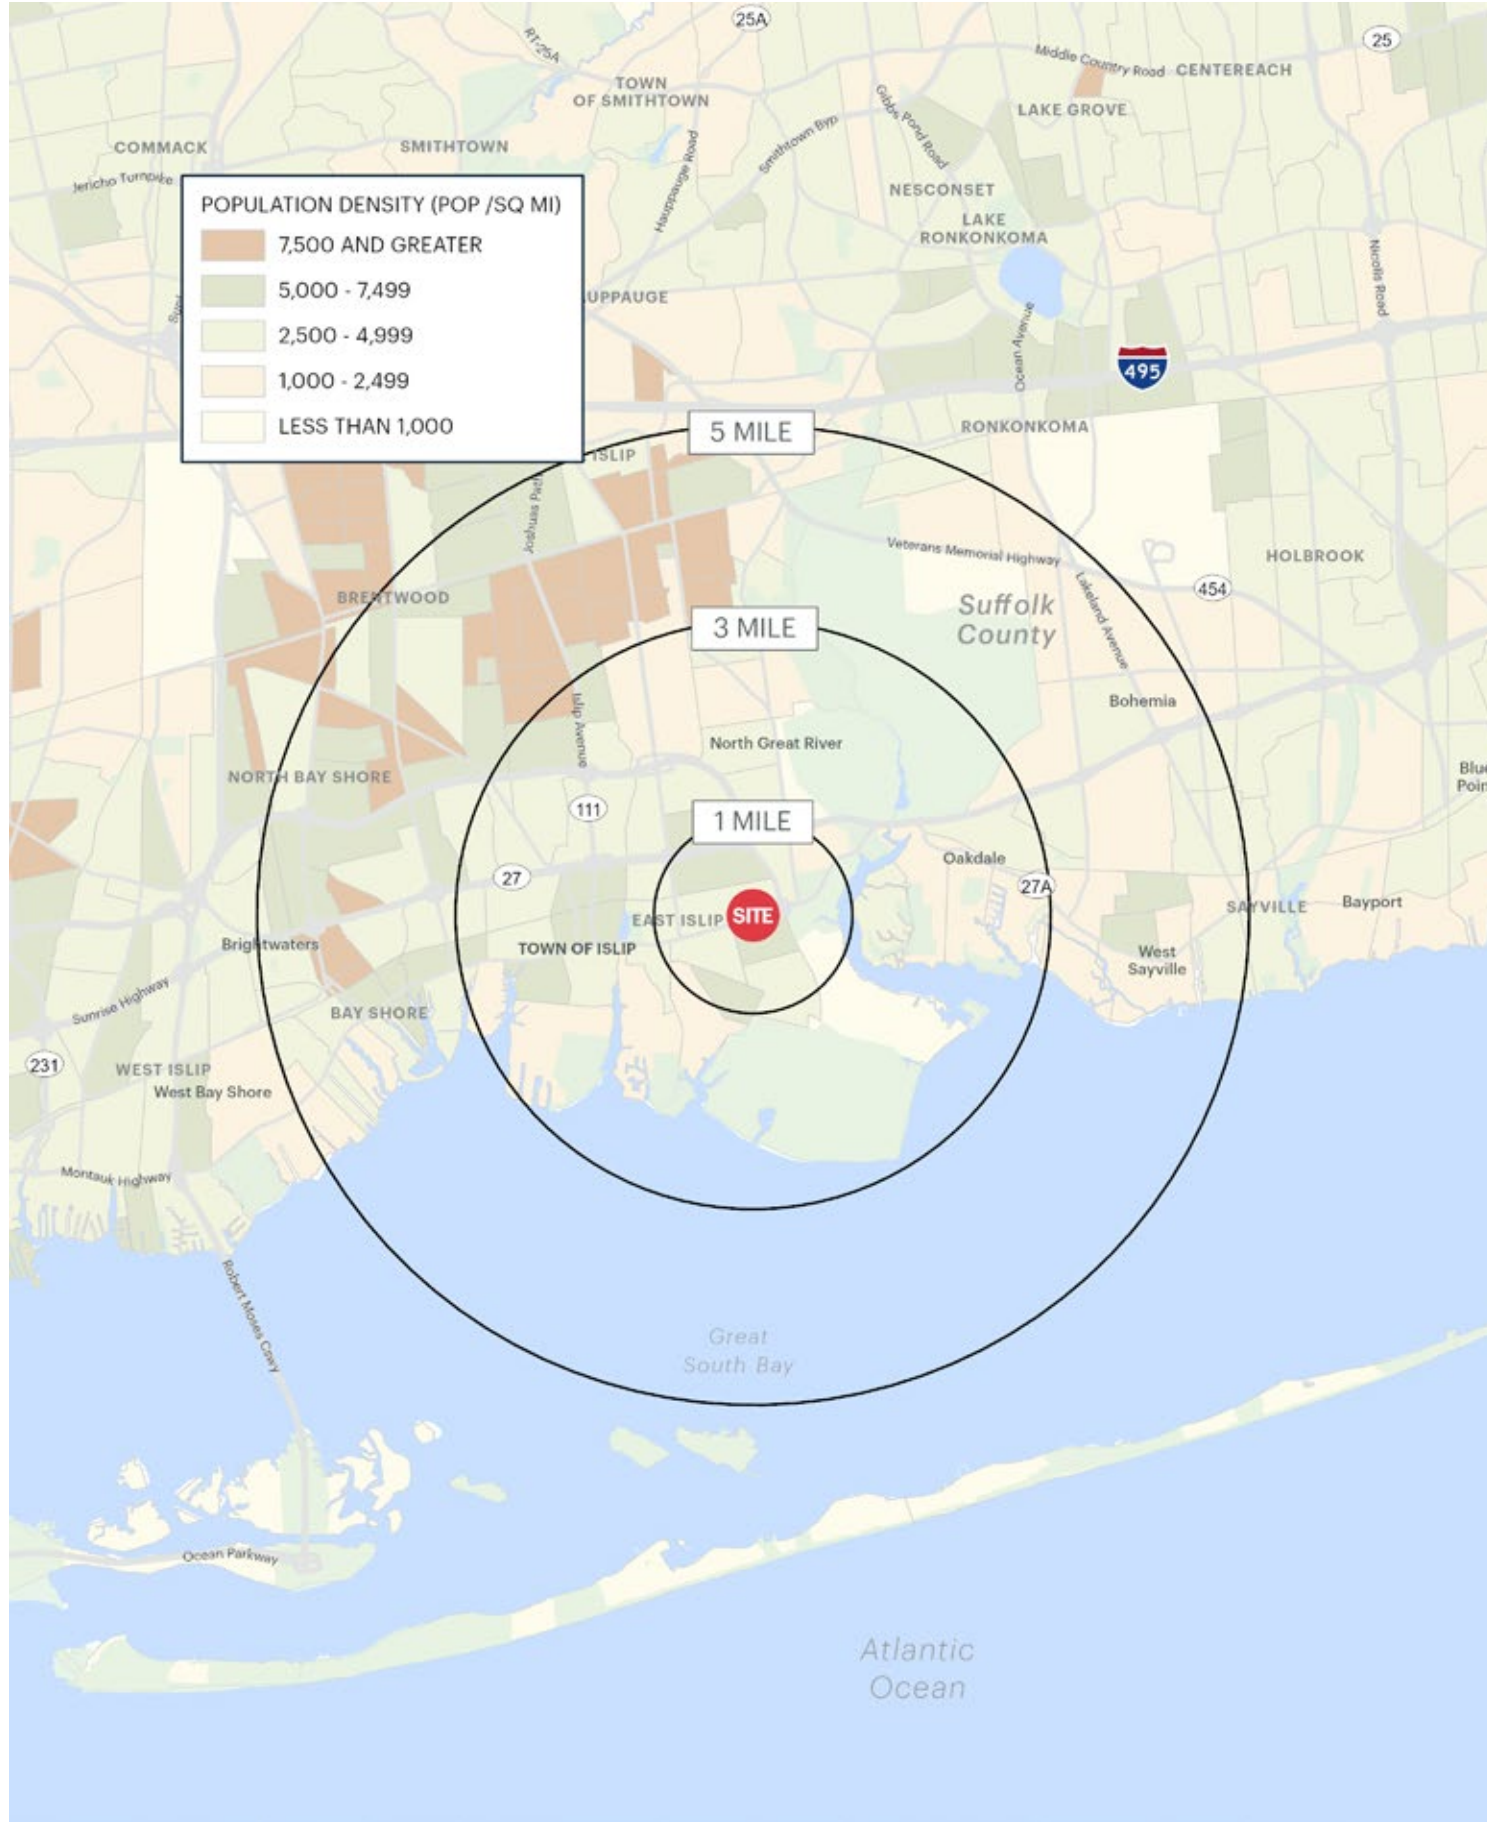 25A
25
RT-25A
Middle Country Road
CENTEREACH
TOWN
OF SMITHTOWN
LAKE GROVE
Gibbs Pond Road
Smithtown Byp
COMMACK
SMITHTOWN
Hauppauge Road
Jericho Turnpike
NESCONSET
POPULATION DENSITY (POP /SQ MI)
7,500 AND GREATER
5,000 - 7,499
2,500 - 4,999
1,000 - 2,499
LESS THAN 1,000
LAKE
RONKONKOMA
Nicolls Road
UPPAUGE
Ocean Avenue
495
5 MILE
RONKONKOMA
ISLIP
Joshuas Path
Veterans Memorial Highway
HOLBROOK
454
BRENTWOOD
Suffolk
County
Lakeland Avenue
3 MILE
Bohemia
Islip Avenue
North Great River
NORTH BAY SHORE
Blue
Poin
111
1 MILE
Oakdale
27
27A
SAYVILLE
Bayport
EAST ISLIP
SITE
Brightwaters
TOWN OF ISLIP
West
Sayville
Sunrise Highway
BAY SHORE
231
WEST ISLIP
West Bay Shore
Montauk Highway
Robert Moses Cswy
Great
South Bay
Ocean Parkway
Atlantic
Ocean